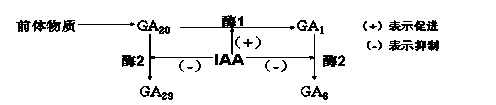 酶1
前体物质 GA20 GA1 (+)表示促进
(+)
酶2 IAA 酶2 (-)表示抑制
(-) (-)
GA29 GA8